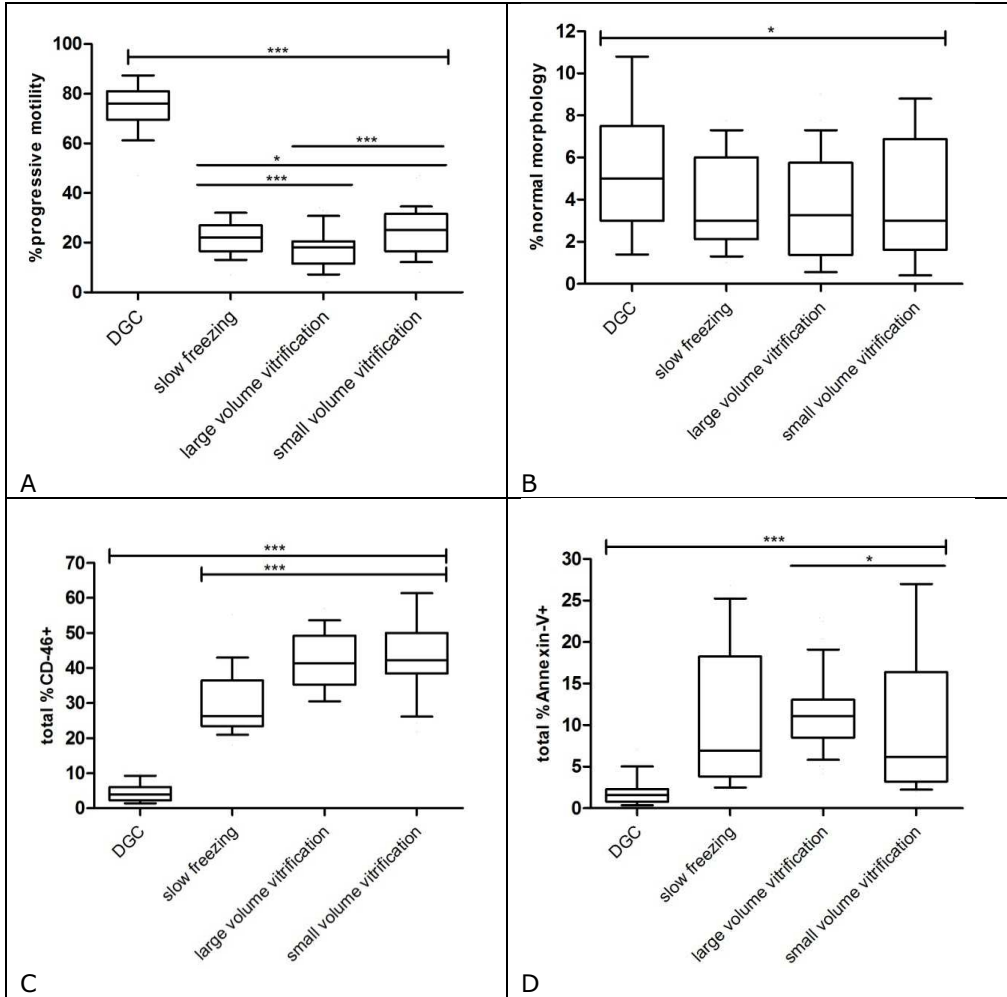 %progressive motility
100
80
60
40
20
0
***
***
*
***
DGC
slow freezing
large volume vitrification
small volume vitrification
A
%normal morphology
12
10
8
6
4
2
0
*
DGC
slow freezing
large volume vitrification
small volume vitrification
B
total %CD-46+
70
60
50
40
30
20
10
0
***
***
DGC
slow freezing
large volume vitrification
small volume vitrification
C
total %Annexin-V+
30
25
20
15
10
5
0
***
*
DGC
slow freezing
large volume vitrification
small volume vitrification
D